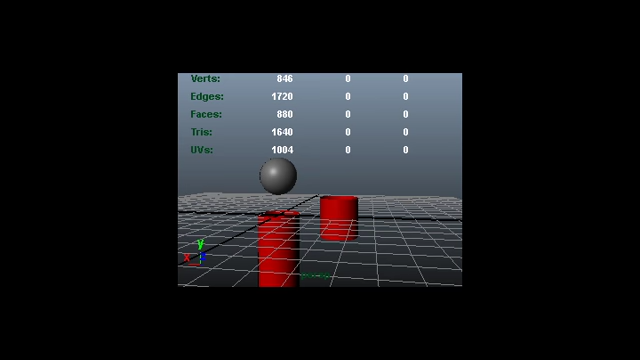 Verts: 846 0 0
Edges: 1720 0 0
Faces: 880 0 0
Tris: 1640 0 0
UVs: 1004 0 0
y
x z
persp